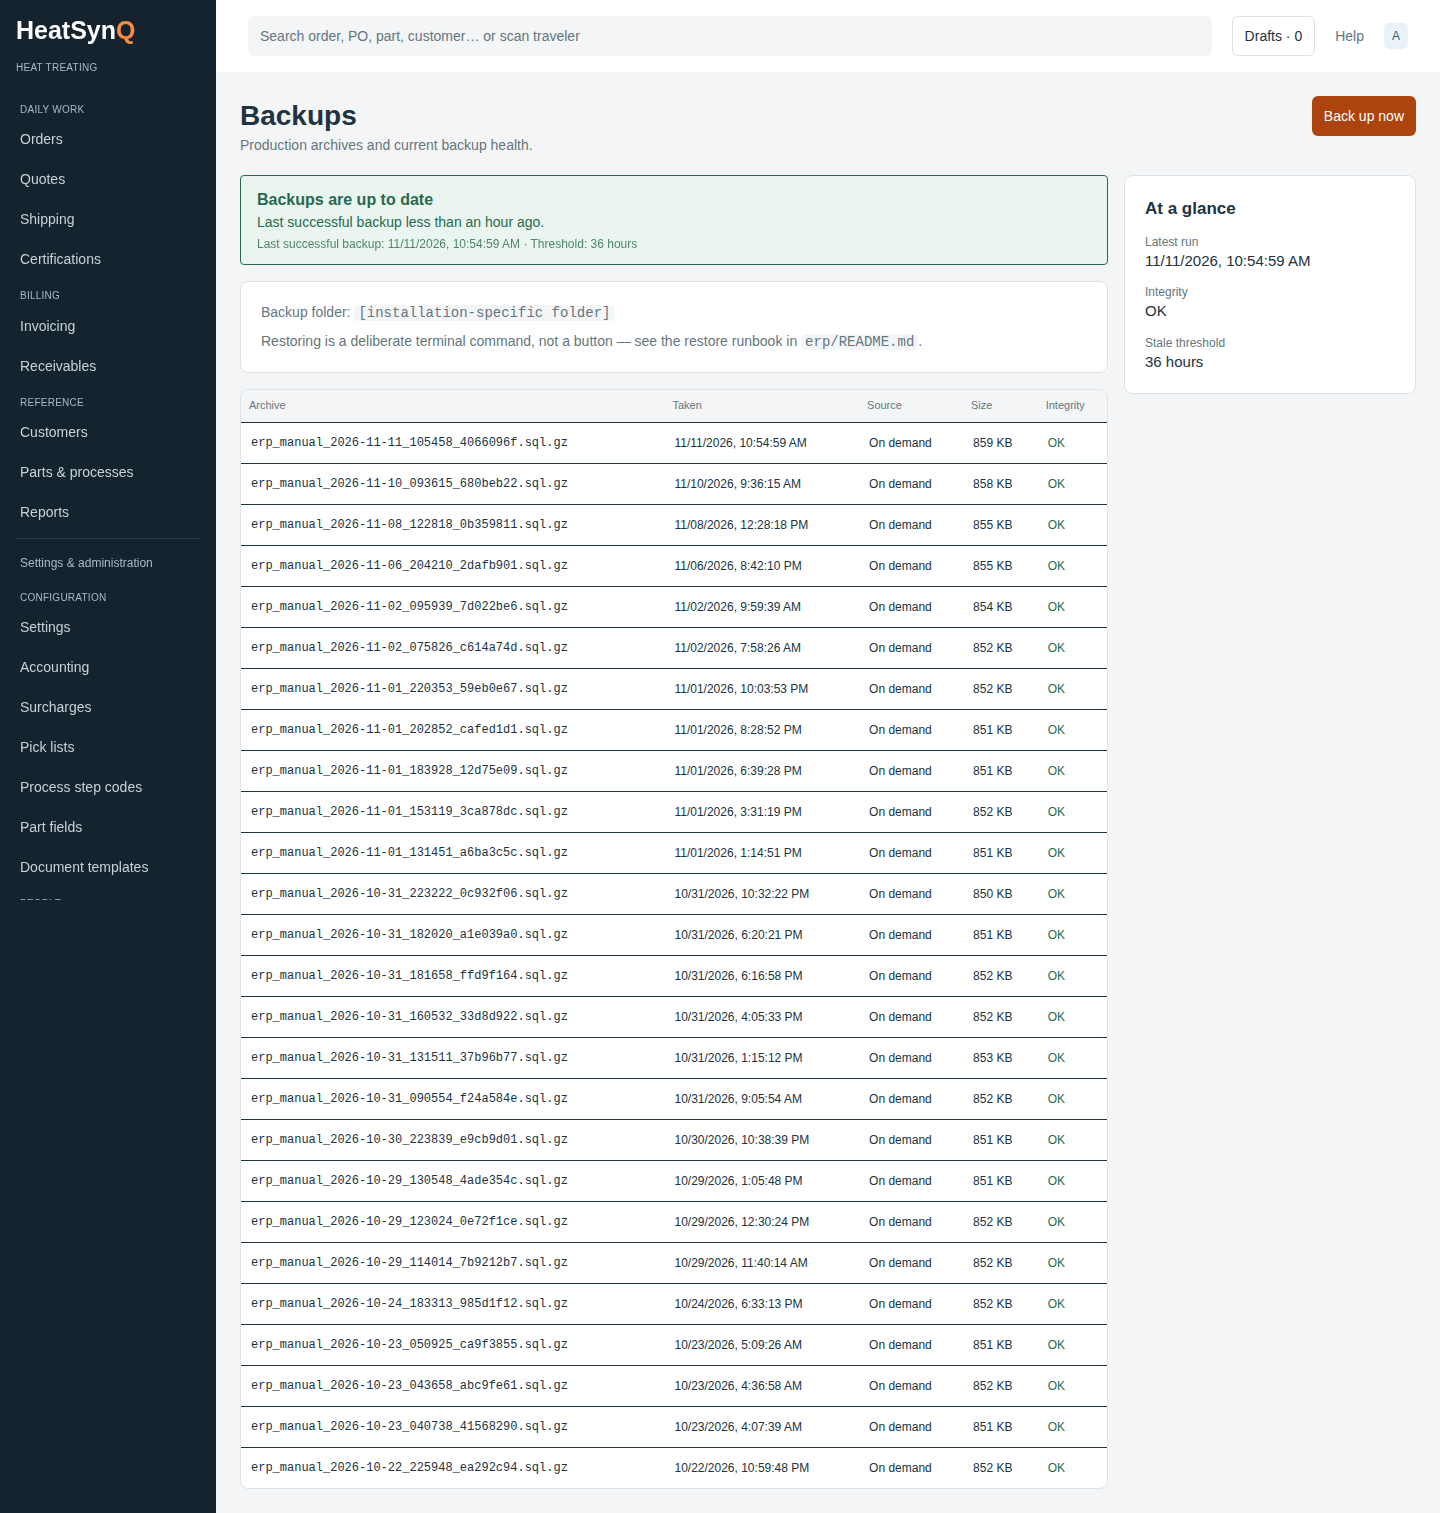 HeatSynQ
HEAT TREATING
DAILY WORK
Orders
Quotes
Shipping
Certifications
BILLING
Invoicing
Receivables
REFERENCE
Customers
Parts & processes
Reports
Settings & administration
CONFIGURATION
Settings
Accounting
Surcharges
Pick lists
Process step codes
Part fields
Document templates
Search order, PO, part, customer… or scan traveler
Drafts · 0
Help
A
Backups
Production archives and current backup health.
Back up now
Backups are up to date
Last successful backup less than an hour ago.
Last successful backup: 11/11/2026, 10:54:59 AM · Threshold: 36 hours
Backup folder: [installation-specific folder]
Restoring is a deliberate terminal command, not a button — see the restore runbook in erp/README.md.
At a glance
Latest run
11/11/2026, 10:54:59 AM
Integrity
OK
Stale threshold
36 hours
Archive Taken Source Size Integrity
erp_manual_2026-11-11_105458_4066096f.sql.gz 11/11/2026, 10:54:59 AM On demand 859 KB OK
erp_manual_2026-11-10_093615_680beb22.sql.gz 11/10/2026, 9:36:15 AM On demand 858 KB OK
erp_manual_2026-11-08_122818_0b359811.sql.gz 11/08/2026, 12:28:18 PM On demand 855 KB OK
erp_manual_2026-11-06_204210_2dafb901.sql.gz 11/06/2026, 8:42:10 PM On demand 855 KB OK
erp_manual_2026-11-02_095939_7d022be6.sql.gz 11/02/2026, 9:59:39 AM On demand 854 KB OK
erp_manual_2026-11-02_075826_c614a74d.sql.gz 11/02/2026, 7:58:26 AM On demand 852 KB OK
erp_manual_2026-11-01_220353_59eb0e67.sql.gz 11/01/2026, 10:03:53 PM On demand 852 KB OK
erp_manual_2026-11-01_202852_cafed1d1.sql.gz 11/01/2026, 8:28:52 PM On demand 851 KB OK
erp_manual_2026-11-01_183928_12d75e09.sql.gz 11/01/2026, 6:39:28 PM On demand 851 KB OK
erp_manual_2026-11-01_153119_3ca878dc.sql.gz 11/01/2026, 3:31:19 PM On demand 852 KB OK
erp_manual_2026-11-01_131451_a6ba3c5c.sql.gz 11/01/2026, 1:14:51 PM On demand 851 KB OK
erp_manual_2026-10-31_223222_0c932f06.sql.gz 10/31/2026, 10:32:22 PM On demand 850 KB OK
erp_manual_2026-10-31_182020_a1e039a0.sql.gz 10/31/2026, 6:20:21 PM On demand 851 KB OK
erp_manual_2026-10-31_181658_ffd9f164.sql.gz 10/31/2026, 6:16:58 PM On demand 852 KB OK
erp_manual_2026-10-31_160532_33d8d922.sql.gz 10/31/2026, 4:05:33 PM On demand 852 KB OK
erp_manual_2026-10-31_131511_37b96b77.sql.gz 10/31/2026, 1:15:12 PM On demand 853 KB OK
erp_manual_2026-10-31_090554_f24a584e.sql.gz 10/31/2026, 9:05:54 AM On demand 852 KB OK
erp_manual_2026-10-30_223839_e9cb9d01.sql.gz 10/30/2026, 10:38:39 PM On demand 851 KB OK
erp_manual_2026-10-29_130548_4ade354c.sql.gz 10/29/2026, 1:05:48 PM On demand 851 KB OK
erp_manual_2026-10-29_123024_0e72f1ce.sql.gz 10/29/2026, 12:30:24 PM On demand 852 KB OK
erp_manual_2026-10-29_114014_7b9212b7.sql.gz 10/29/2026, 11:40:14 AM On demand 852 KB OK
erp_manual_2026-10-24_183313_985d1f12.sql.gz 10/24/2026, 6:33:13 PM On demand 852 KB OK
erp_manual_2026-10-23_050925_ca9f3855.sql.gz 10/23/2026, 5:09:26 AM On demand 851 KB OK
erp_manual_2026-10-23_043658_abc9fe61.sql.gz 10/23/2026, 4:36:58 AM On demand 852 KB OK
erp_manual_2026-10-23_040738_41568290.sql.gz 10/23/2026, 4:07:39 AM On demand 851 KB OK
erp_manual_2026-10-22_225948_ea292c94.sql.gz 10/22/2026, 10:59:48 PM On demand 852 KB OK